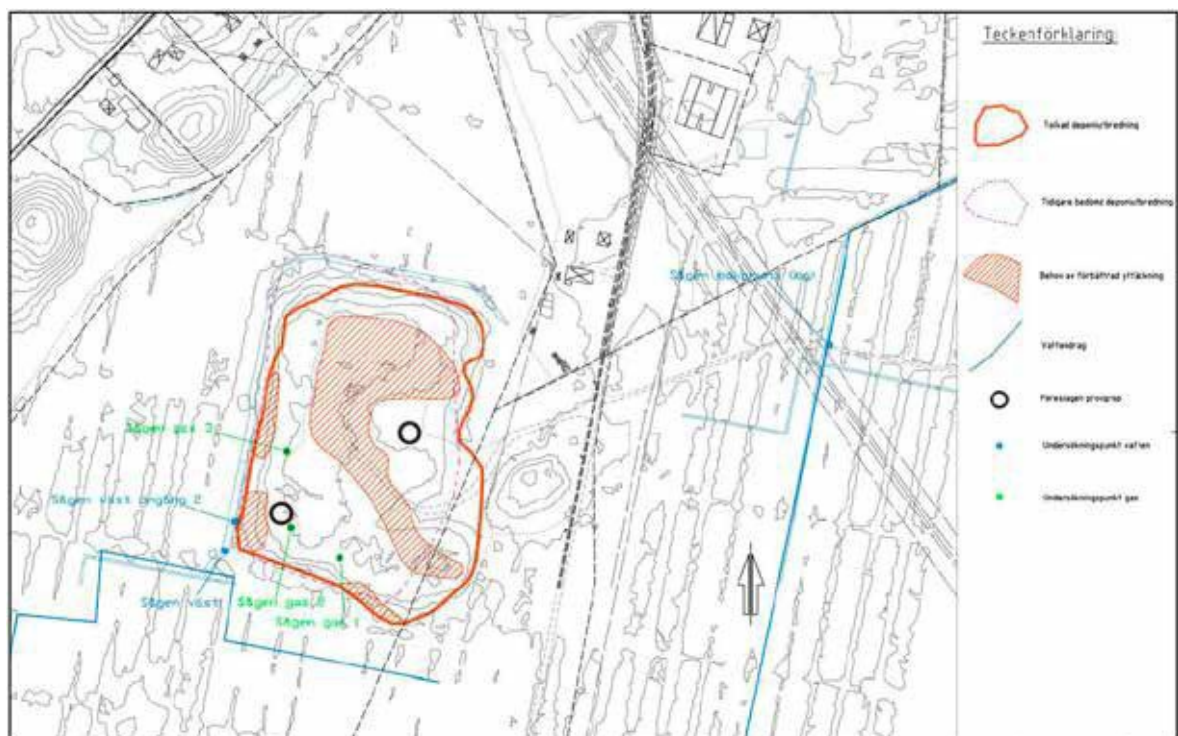 Teckenförklaring:
Tolkad deponiutbredning
Tidigare bedömd deponiutbredning
Behov av förbättrad yttäckning
Vattendrag
Föreslagen provgrop
Undersökningspunkt vatten
Undersökningspunkt gas
Sågen
Sågen gas 3
Sågen väst ingång 2
Sågen väst
Sågen gas 2
Sågen gas 1